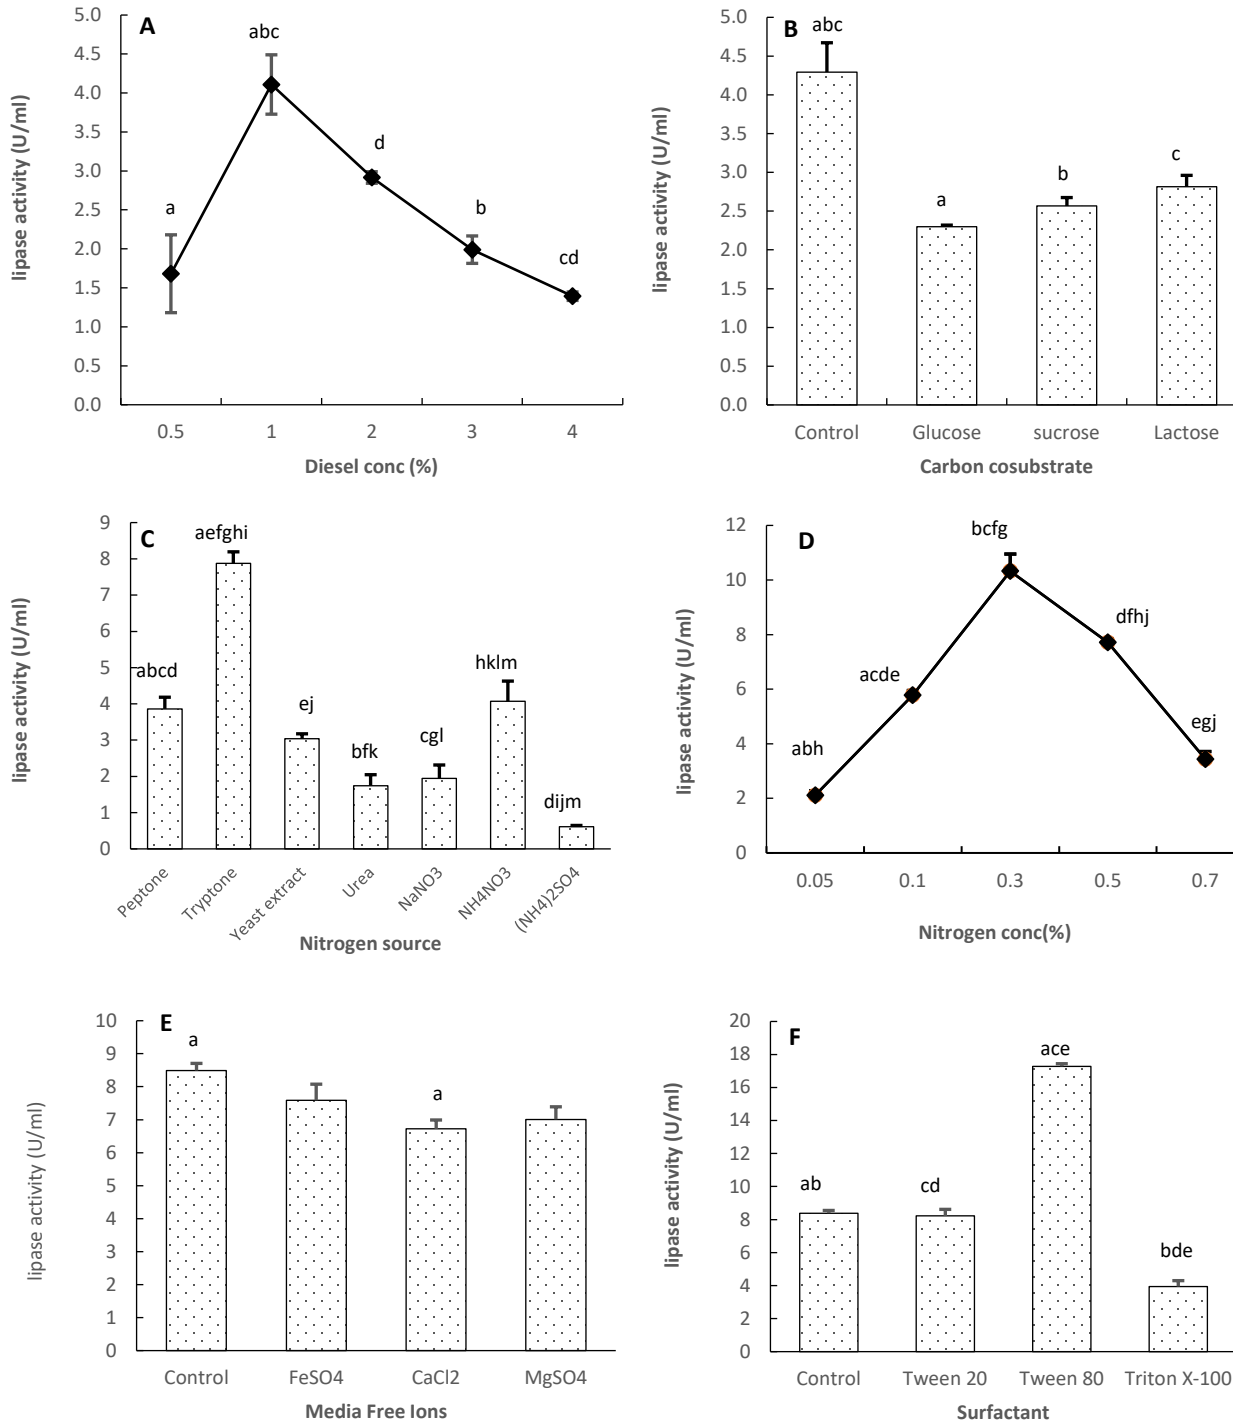 A
lipase activity (U/ml)
5.0
4.5
4.0
3.5
3.0
2.5
2.0
1.5
1.0
0.5
0.0
a
abc
d
b
cd
0.5 1 2 3 4
Diesel conc (%)
B
lipase activity (U/ml)
5.0
4.5
4.0
3.5
3.0
2.5
2.0
1.5
1.0
0.5
0.0
abc
a
b
c
Control Glucose sucrose Lactose
Carbon cosubstrate
C
lipase activity (U/ml)
9
8
7
6
5
4
3
2
1
0
abcd
aefghi
ej
bfk
cgl
hklm
dijm
Peptone
Tryptone
Yeast extract
Urea
NaNO3
NH4NO3
(NH4)2SO4
Nitrogen source
D
lipase activity (U/ml)
12
10
8
6
4
2
0
abh
acde
bcfg
dfhj
egj
0.05 0.1 0.3 0.5 0.7
Nitrogen conc(%)
E
lipase activity (U/ml)
10
9
8
7
6
5
4
3
2
1
0
a
a
Control FeSO4 CaCl2 MgSO4
Media Free Ions
F
lipase activity (U/ml)
20
18
16
14
12
10
8
6
4
2
0
ab
cd
ace
bde
Control Tween 20 Tween 80 Triton X-100
Surfactant